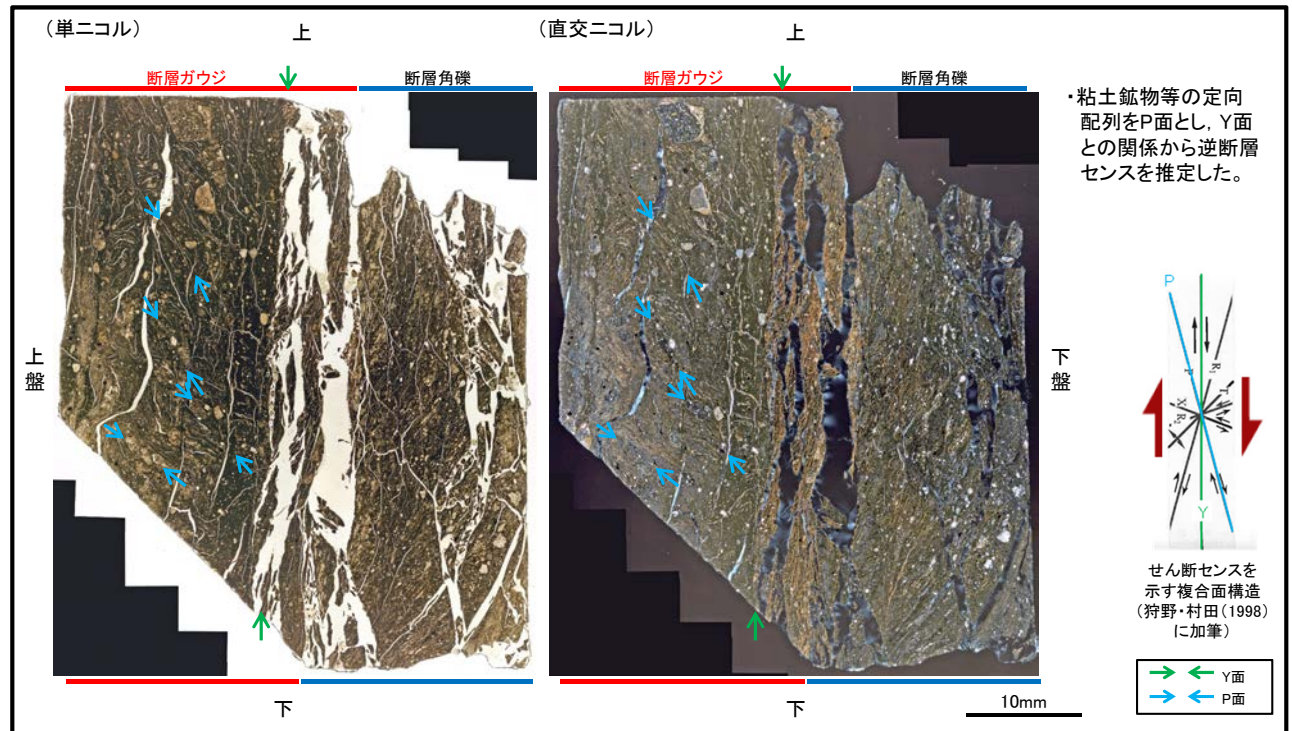 (単ニコル)
上
(直交ニコル)
上
断層ガウジ
断層角礫
断層ガウジ
断層角礫
・粘土鉱物等の定向
配列をP面とし，Y面
との関係から逆断層
センスを推定した。
上
盤
下
盤
P
R₁
P
T
X
R₂
Y
せん断センスを
示す複合面構造
(狩野・村田(1998)
に加筆)
下
下
10mm
Y面
P面